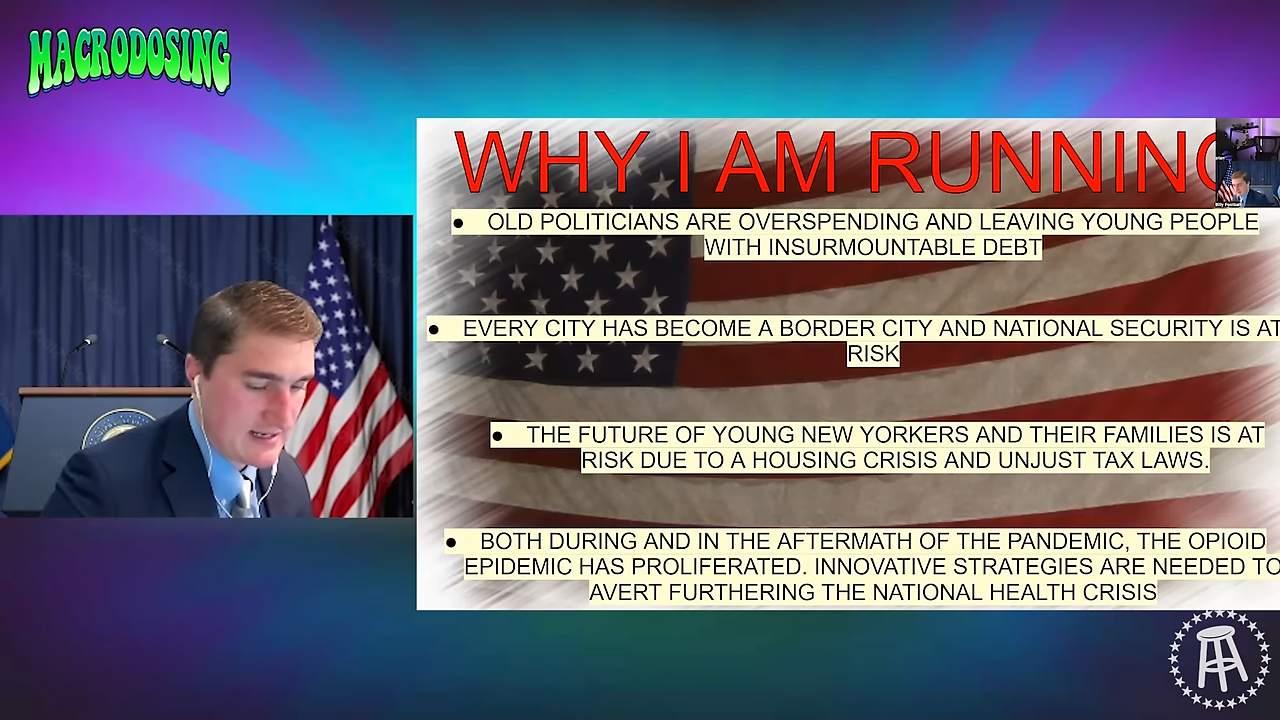 MACRODOSING
WHY I AM RUNNING
● OLD POLITICIANS ARE OVERSPENDING AND LEAVING YOUNG PEOPLE
WITH INSURMOUNTABLE DEBT
● EVERY CITY HAS BECOME A BORDER CITY AND NATIONAL SECURITY IS AT
RISK
● THE FUTURE OF YOUNG NEW YORKERS AND THEIR FAMILIES IS AT
RISK DUE TO A HOUSING CRISIS AND UNJUST TAX LAWS.
● BOTH DURING AND IN THE AFTERMATH OF THE PANDEMIC, THE OPIOID
EPIDEMIC HAS PROLIFERATED. INNOVATIVE STRATEGIES ARE NEEDED TO
AVERT FURTHERING THE NATIONAL HEALTH CRISIS
Billy Football